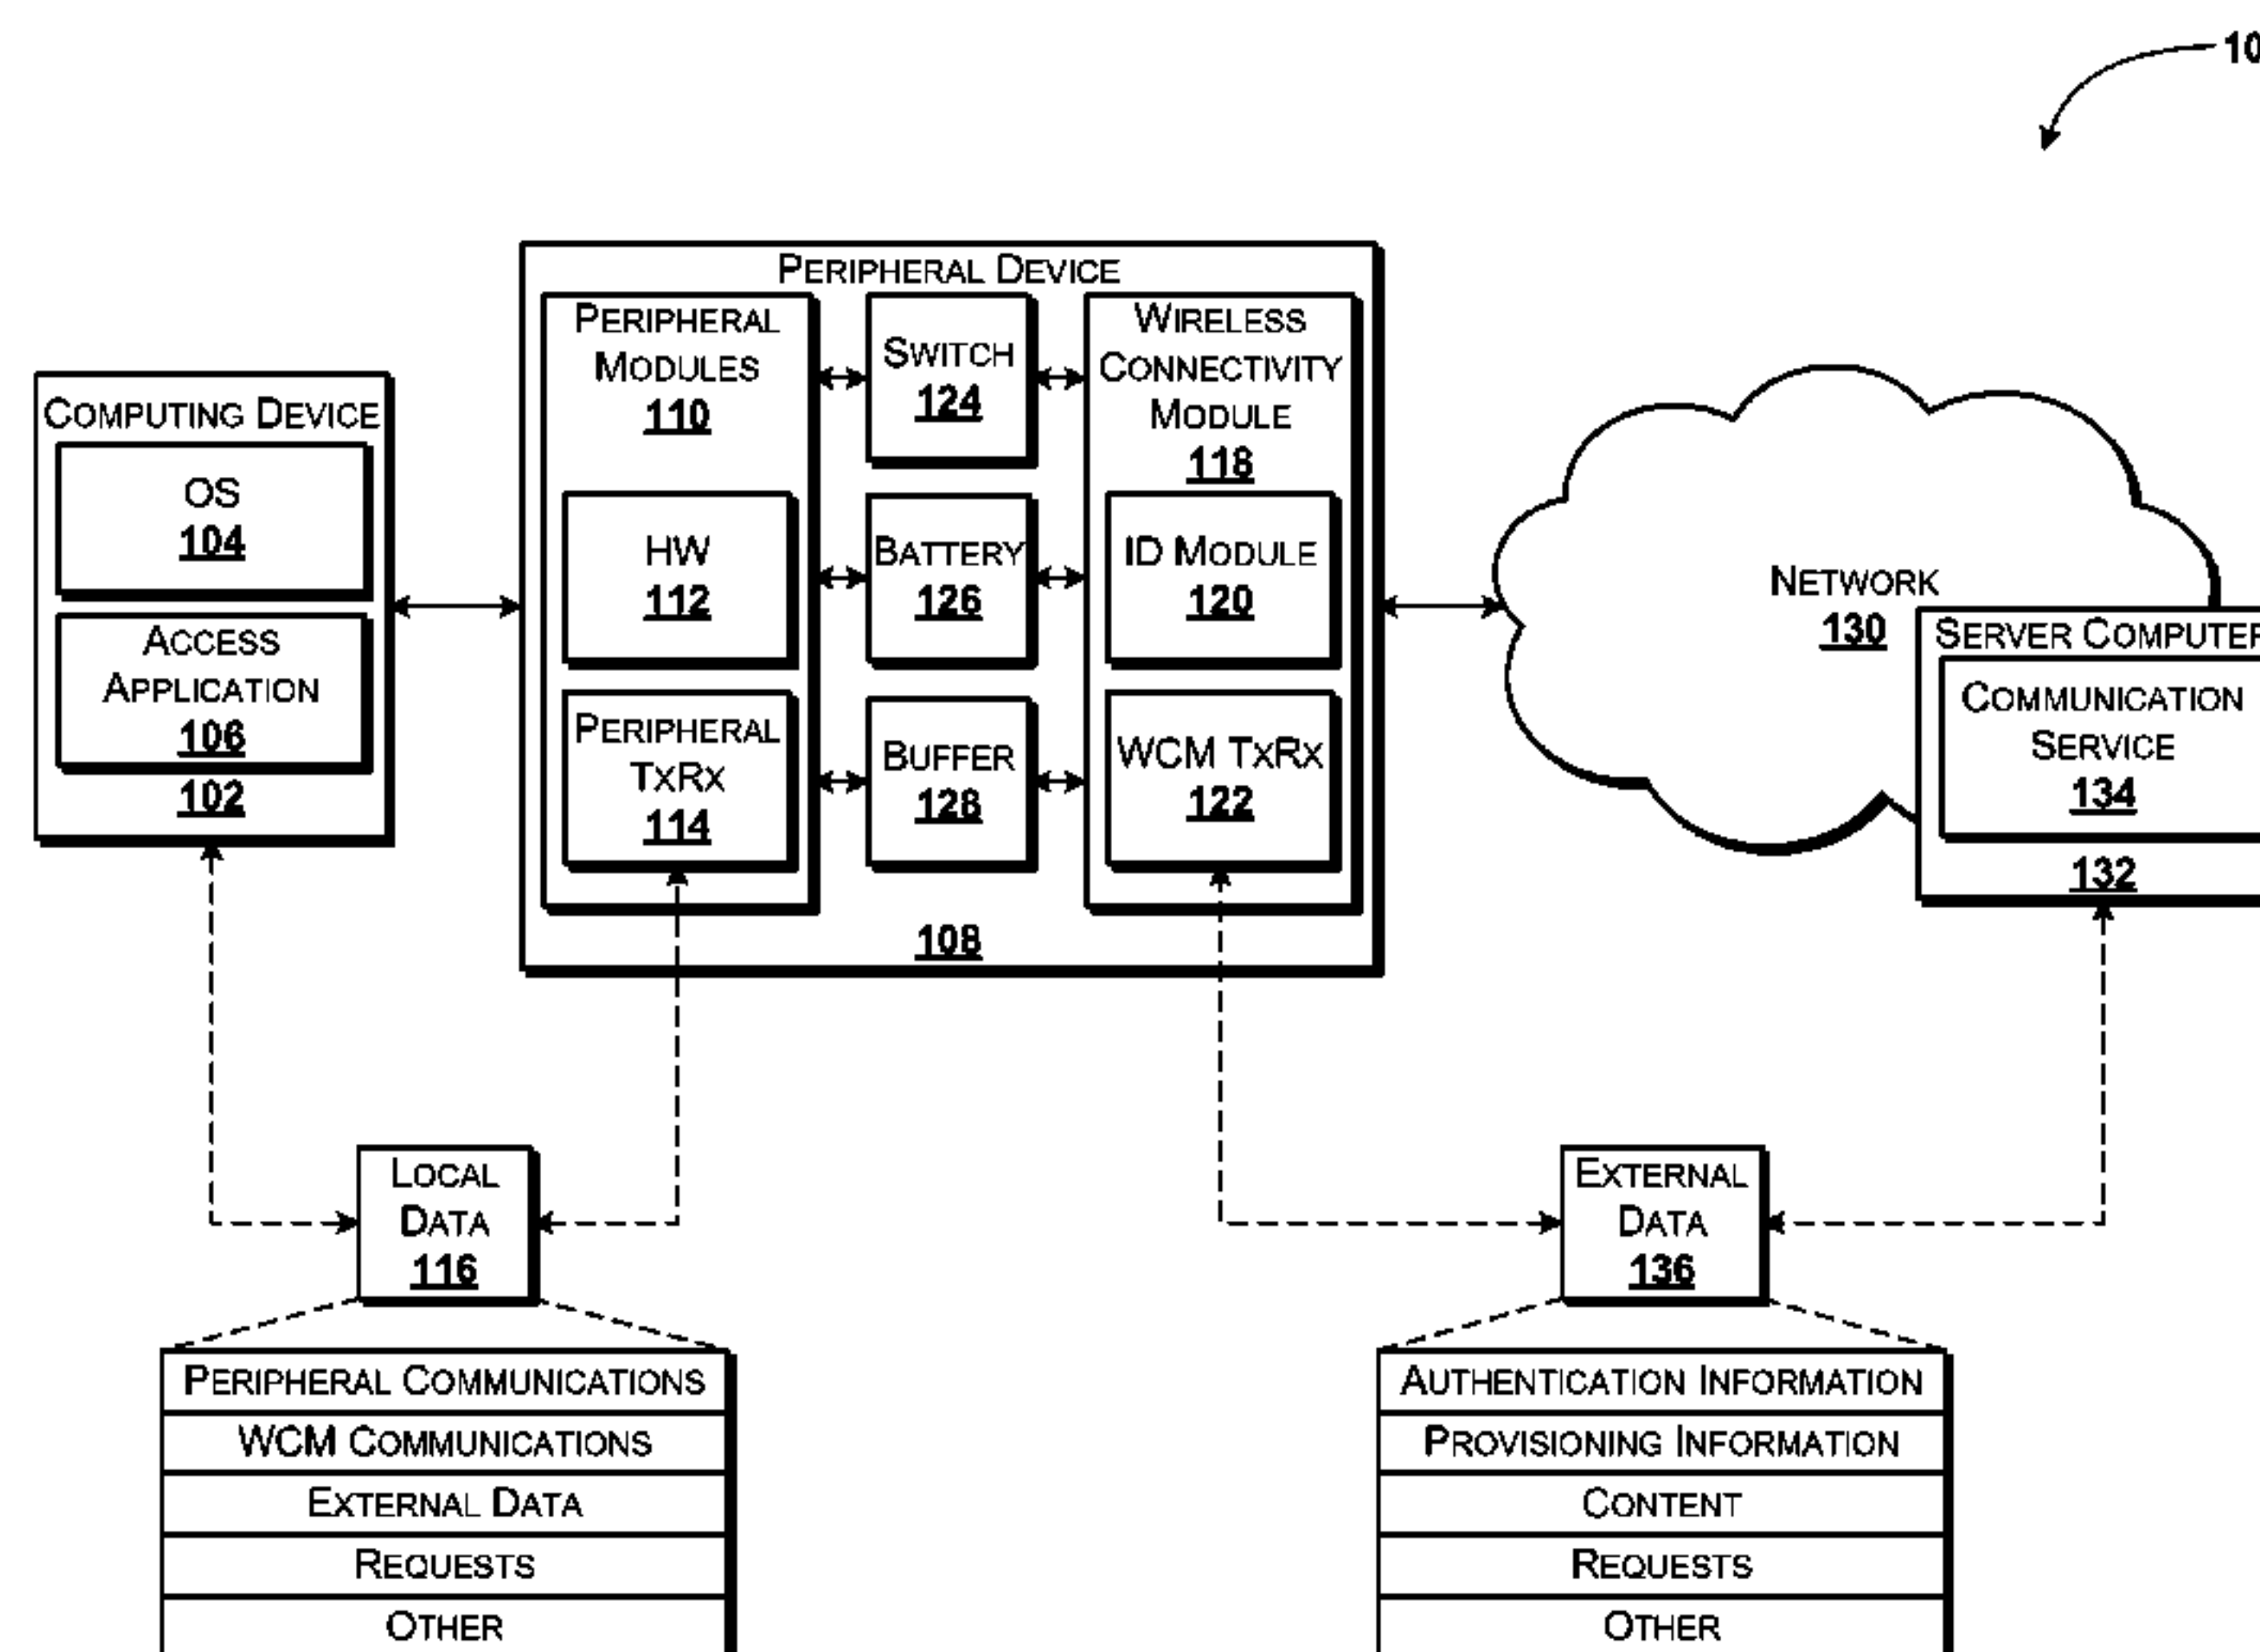 10
PERIPHERAL DEVICE
PERIPHERAL
MODULES
110
HW
112
PERIPHERAL
TXRX
114
SWITCH
124
BATTERY
126
BUFFER
128
WIRELESS
CONNECTIVITY
MODULE
118
ID MODULE
120
WCM TXRX
122
108
COMPUTING DEVICE
OS
104
ACCESS
APPLICATION
106
102
NETWORK
130
SERVER COMPUTER
COMMUNICATION
SERVICE
134
132
LOCAL
DATA
116
EXTERNAL
DATA
136
PERIPHERAL COMMUNICATIONS
WCM COMMUNICATIONS
EXTERNAL DATA
REQUESTS
OTHER
AUTHENTICATION INFORMATION
PROVISIONING INFORMATION
CONTENT
REQUESTS
OTHER